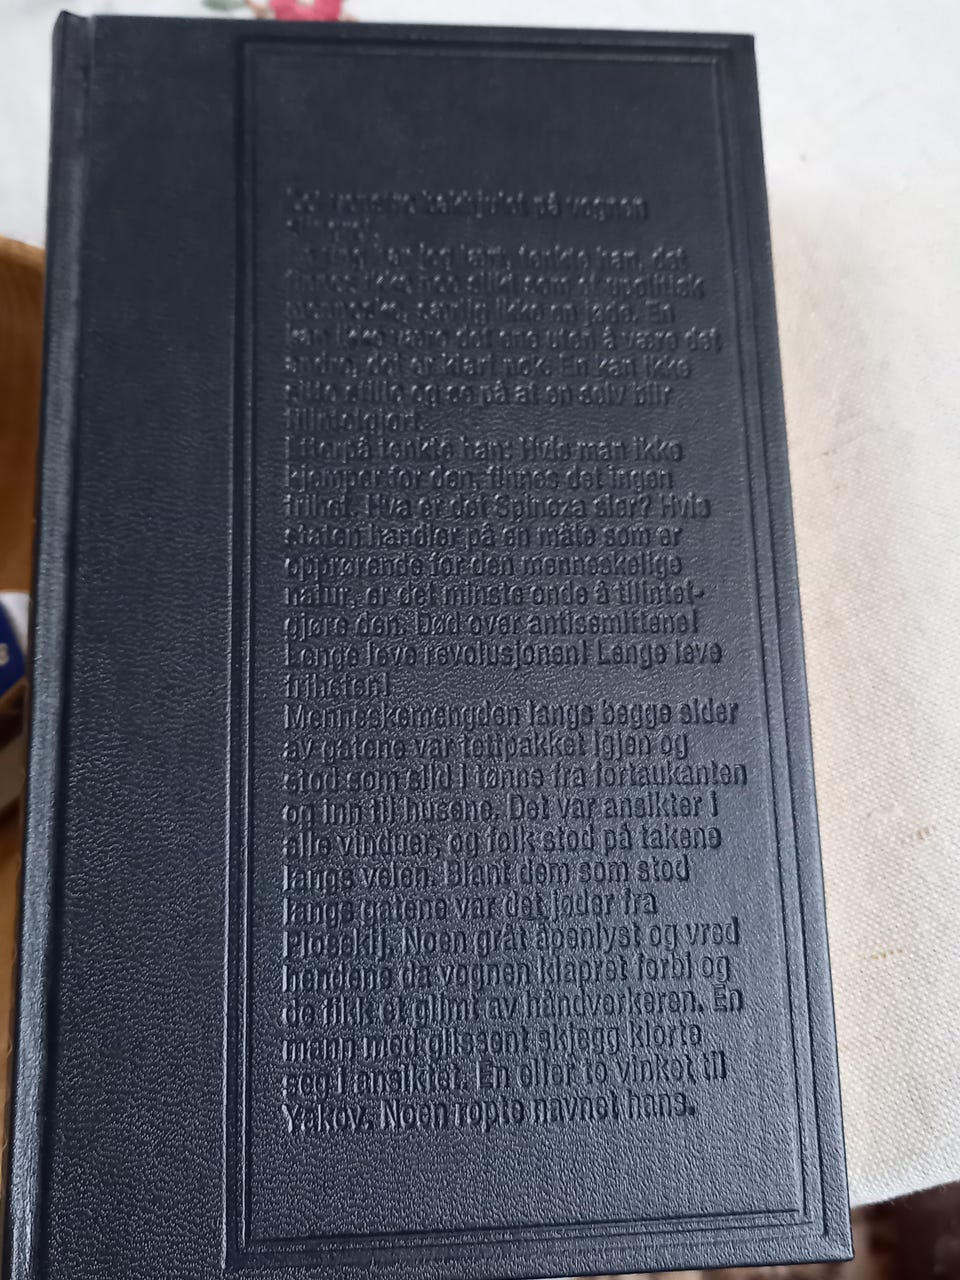 bakhjulet på vognen
har jeg lært, tenkte han, det
finnes ikke noe slikt som et upolitisk
menneske, særlig ikke en jøde. En
kan ikke være det ene uten å være det
andre, det er klart nok. En kan ikke
sitte stille og se på at en selv blir
tilintetgjort.
Etterpå tenkte han: Hvis man ikke
kjemper for den, finnes det ingen
frihet. Hva er det Spinoza sier? Hvis
staten handler på en måte som er
opprørende for den menneskelige
natur, er det minste onde å tilintet-
gjøre den. Død over antisemittene!
Lenge leve revolusjonen! Lenge leve
friheten!
Menneskemengden langs begge sider
av gatene var tettpakket igjen og
stod som sild i tønne fra fortaukanten
og inn til husene. Det var ansikter i
alle vinduer, og folk stod på takene
langs veien. Blant dem som stod
langs gatene var det jøder fra
Plosskij. Noen gråt åpenlyst og vred
hendene da vognen klapret forbi og
de fikk et glimt av håndverkeren. En
mann med glissent skjegg klorte
seg i ansiktet. En eller to vinket til
Yakov. Noen ropte navnet hans.